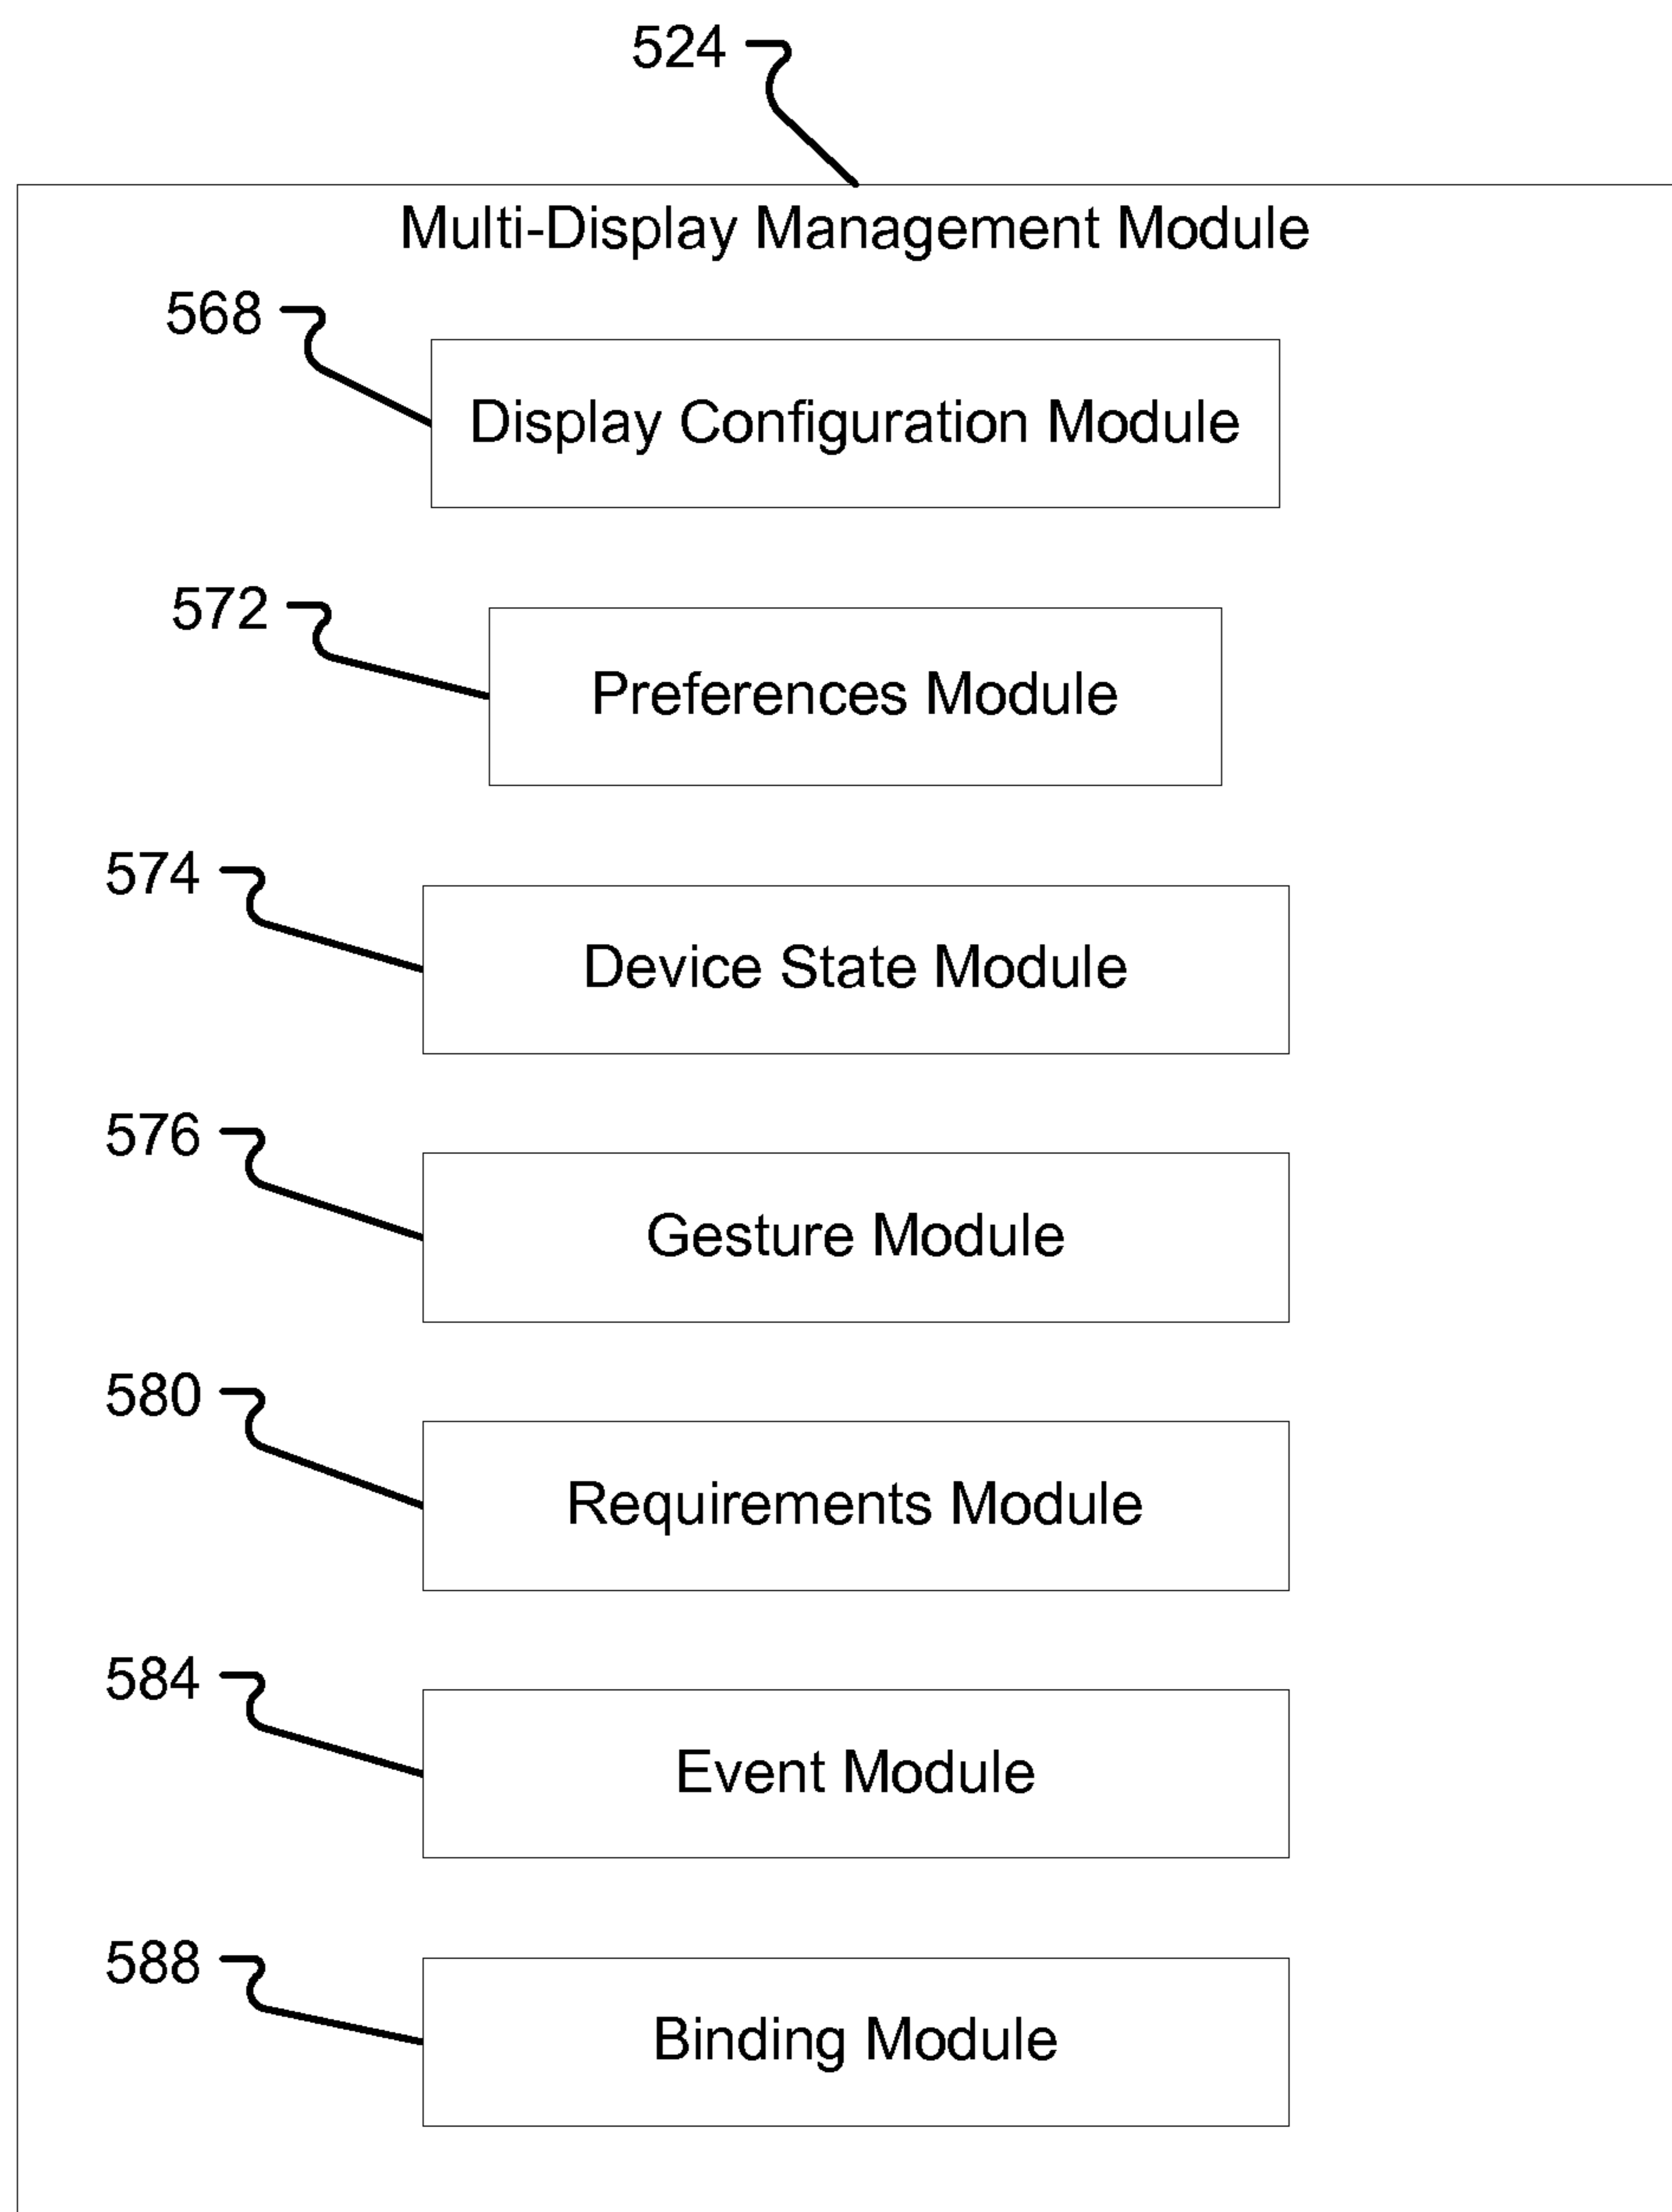 524
Multi-Display Management Module
568
Display Configuration Module
572
Preferences Module
574
Device State Module
576
Gesture Module
580
Requirements Module
584
Event Module
588
Binding Module